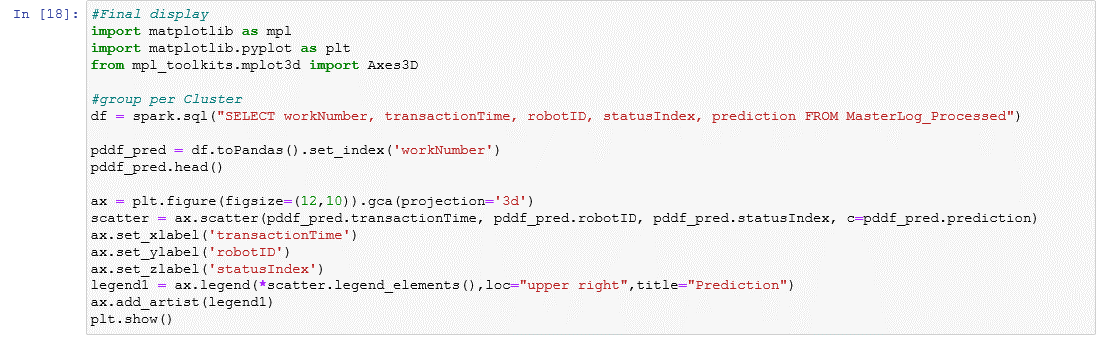 In [18]: #Final display
import matplotlib as mpl
import matplotlib.pyplot as plt
from mpl_toolkits.mplot3d import Axes3D
#group per Cluster
df = spark.sql("SELECT workNumber, transactionTime, robotID, statusIndex, prediction FROM MasterLog_Processed")
pddf_pred = df.toPandas().set_index('workNumber')
pddf_pred.head()
ax = plt.figure(figsize=(12,10)).gca(projection='3d')
scatter = ax.scatter(pddf_pred.transactionTime, pddf_pred.robotID, pddf_pred.statusIndex, c=pddf_pred.prediction)
ax.set_xlabel('transactionTime')
ax.set_ylabel('robotID')
ax.set_zlabel('statusIndex')
legend1 = ax.legend(*scatter.legend_elements(),loc="upper right",title="Prediction")
ax.add_artist(legend1)
plt.show()